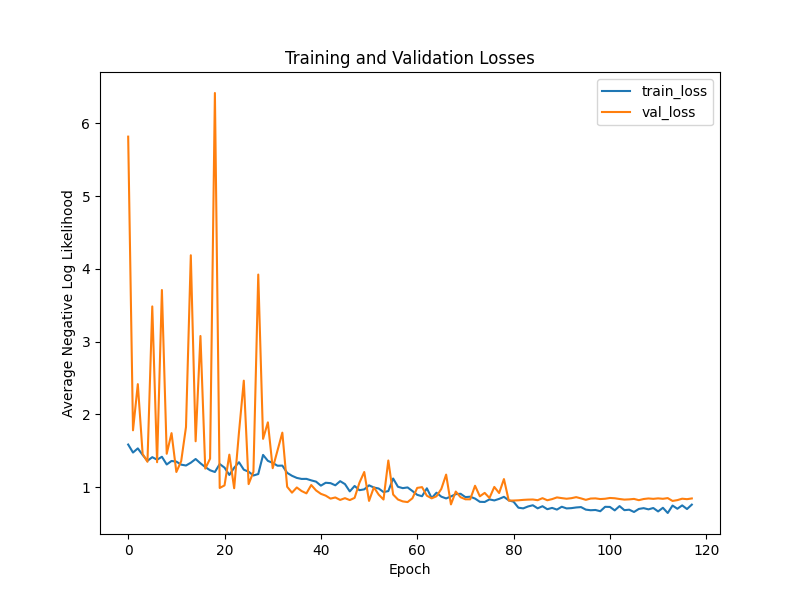 Training and Validation Losses
train_loss
val_loss
Average Negative Log Likelihood
6
5
4
3
2
1
0
20
40
60
80
100
120
Epoch